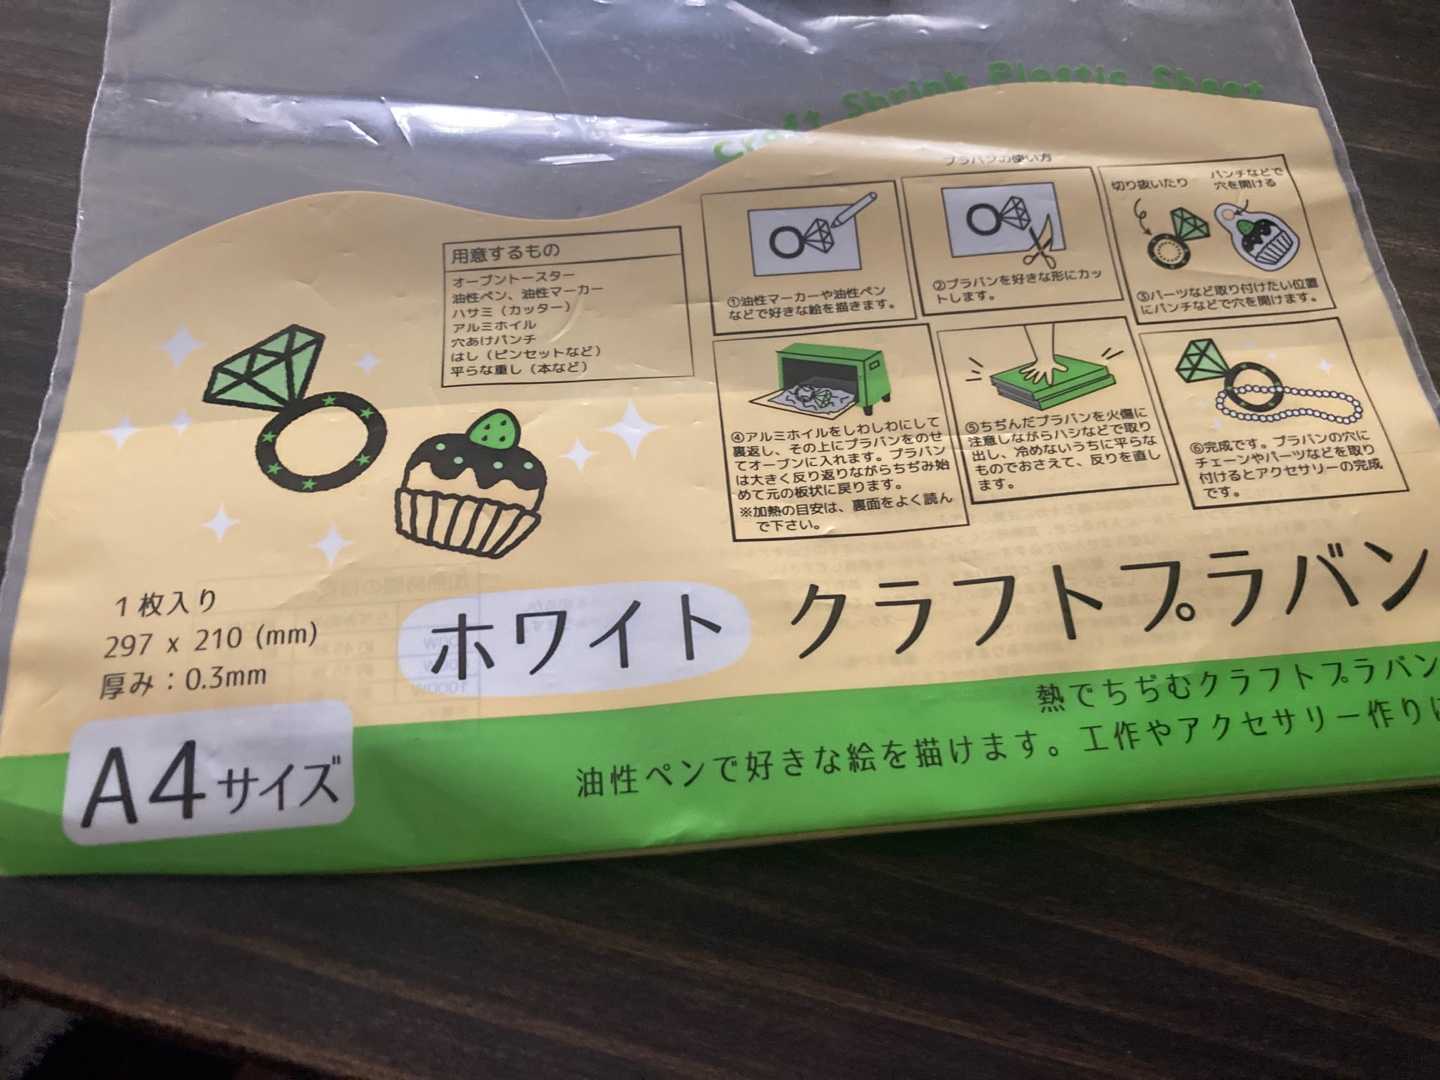 Craft Shrink Plastic Sheet
プラバンの使い方
用意するもの
オーブントースター
油性ペン、油性マーカー
ハサミ（カッター）
アルミホイル
穴あけパンチ
はし（ピンセットなど）
平らな重し（本など）
①油性マーカーや油性ペン
などで好きな絵を描きます。
②プラバンを好きな形にカッ
トします。
切り抜いたり
パンチなどで
穴を開ける
③パーツなど取り付けたい位置
にパンチなどで穴を開けます。
④アルミホイルをしわしわにして
裏返し、その上にプラバンをのせ
てオーブンに入れます。プラバン
は大きく反り返りながらちぢみ始
めて元の板状に戻ります。
※加熱の目安は、裏面をよく読ん
で下さい。
⑤ちぢんだプラバンを火傷に
注意しながらハシなどで取り
出し、冷めないうちに平らな
ものでおさえて、反りを直し
ます。
⑥完成です。プラバンの穴に
チェーンやパーツなどを取り
付けるとアクセサリーの完成
です。
1枚入り
297 x 210 (mm)
厚み：0.3mm
A4サイズ
ホワイト クラフトプラバン
熱でちぢむクラフトプラバン
油性ペンで好きな絵を描けます。工作やアクセサリー作りに